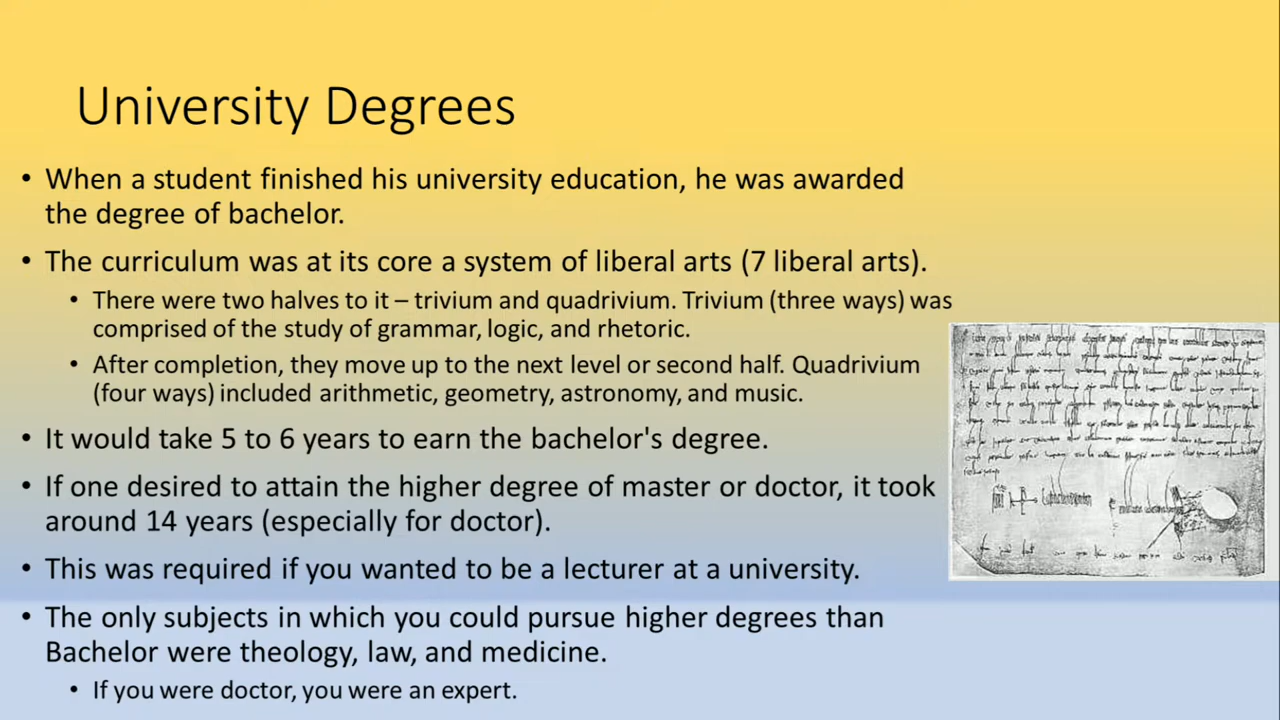 University Degrees
• When a student finished his university education, he was awarded
the degree of bachelor.
• The curriculum was at its core a system of liberal arts (7 liberal arts).
• There were two halves to it – trivium and quadrivium. Trivium (three ways) was
comprised of the study of grammar, logic, and rhetoric.
• After completion, they move up to the next level or second half. Quadrivium
(four ways) included arithmetic, geometry, astronomy, and music.
• It would take 5 to 6 years to earn the bachelor's degree.
• If one desired to attain the higher degree of master or doctor, it took
around 14 years (especially for doctor).
• This was required if you wanted to be a lecturer at a university.
• The only subjects in which you could pursue higher degrees than
Bachelor were theology, law, and medicine.
• If you were doctor, you were an expert.